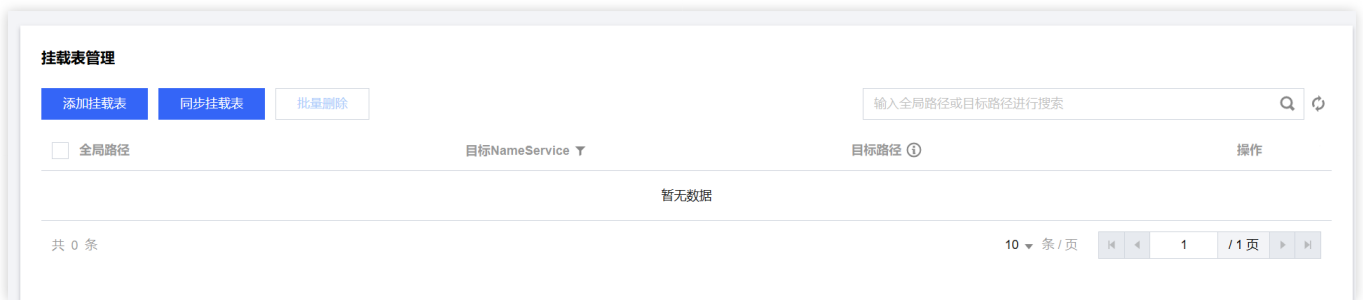 挂载表管理
添加挂载表 同步挂载表 批量删除 输入全局路径或目标路径进行搜索
全局路径 目标NameService 目标路径 操作
暂无数据
共 0 条 10 条 / 页 1 / 1 页